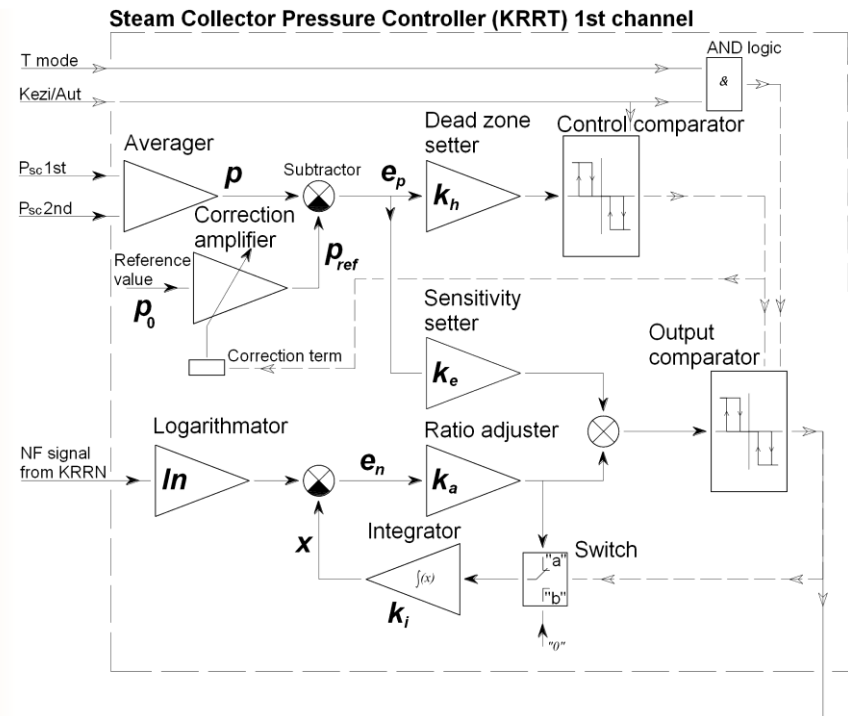 Steam Collector Pressure Controller (KRRT) 1st channel
T mode
AND logic
&
Kezi/Aut
Averager
Dead zone
setter
Control comparator
Psc1st
p
Subtractor
ep
kh
Psc2nd
Correction
amplifier
Reference
value
pref
p0
Sensitivity
setter
Output
comparator
Correction term
ke
Logarithmator
Ratio adjuster
NF signal
from KRRN
ln
en
ka
x
Integrator
Switch
∫(x)
"a"
"b"
ki
"0"